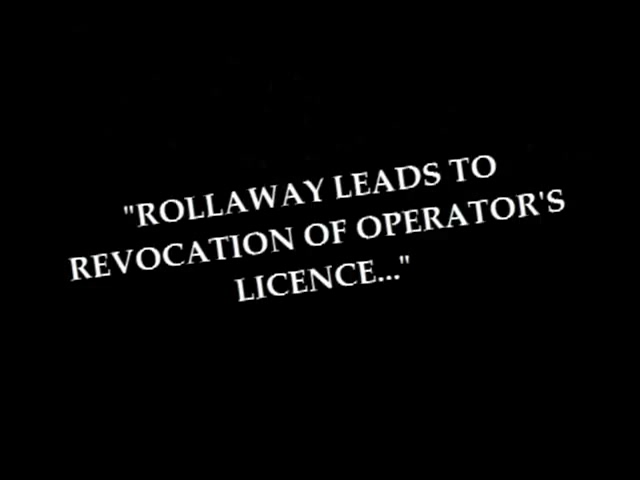 "ROLLAWAY LEADS TO
REVOCATION OF OPERATOR'S
LICENCE..."